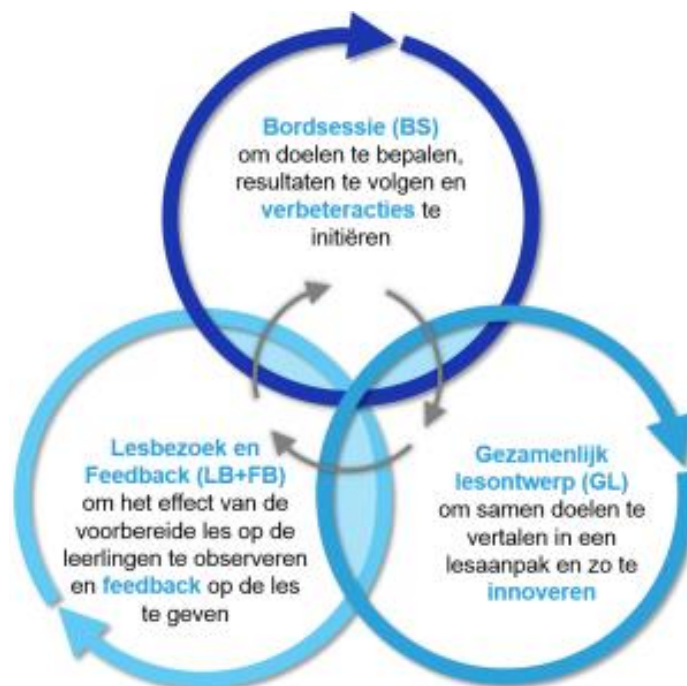 Bordsessie (BS)
om doelen te bepalen,
resultaten te volgen en
verbeteracties te
initiëren
Lesbezoek en
Feedback (LB+FB)
om het effect van de
voorbereide les op de
leerlingen te observeren
en feedback op de les
te geven
Gezamenlijk
lesontwerp (GL)
om samen doelen te
vertalen in een
lesaanpak en zo te
innoveren